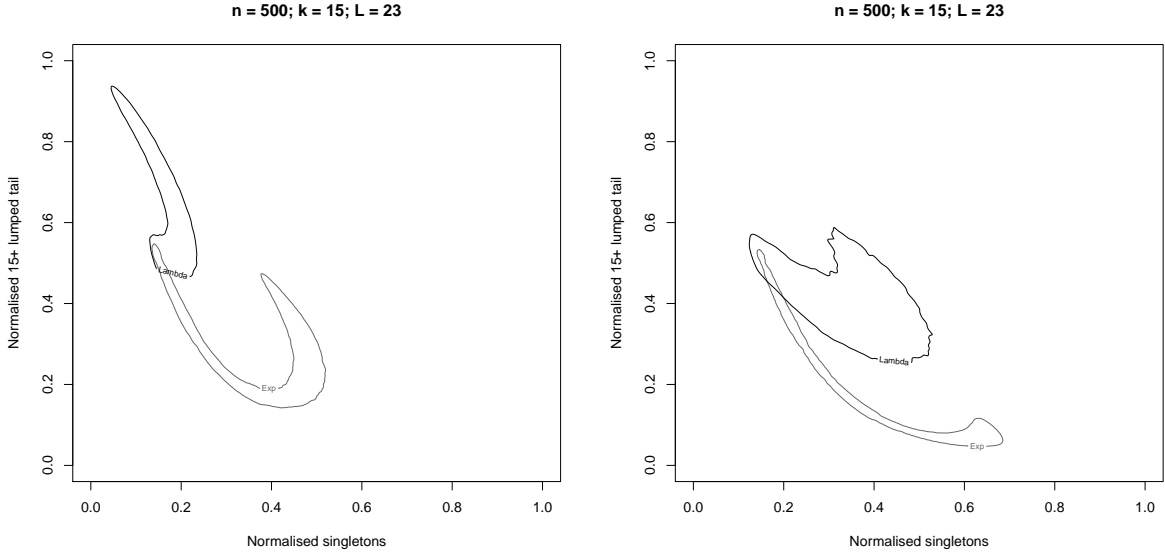 n = 500; k = 15; L = 23
Normalised 15+ lumped tail
1.0
0.8
0.6
0.4
0.2
0.0
Lambda
Exp
0.0 0.2 0.4 0.6 0.8 1.0
Normalised singletons
n = 500; k = 15; L = 23
Normalised 15+ lumped tail
1.0
0.8
0.6
0.4
0.2
0.0
Lambda
Exp
0.0 0.2 0.4 0.6 0.8 1.0
Normalised singletons